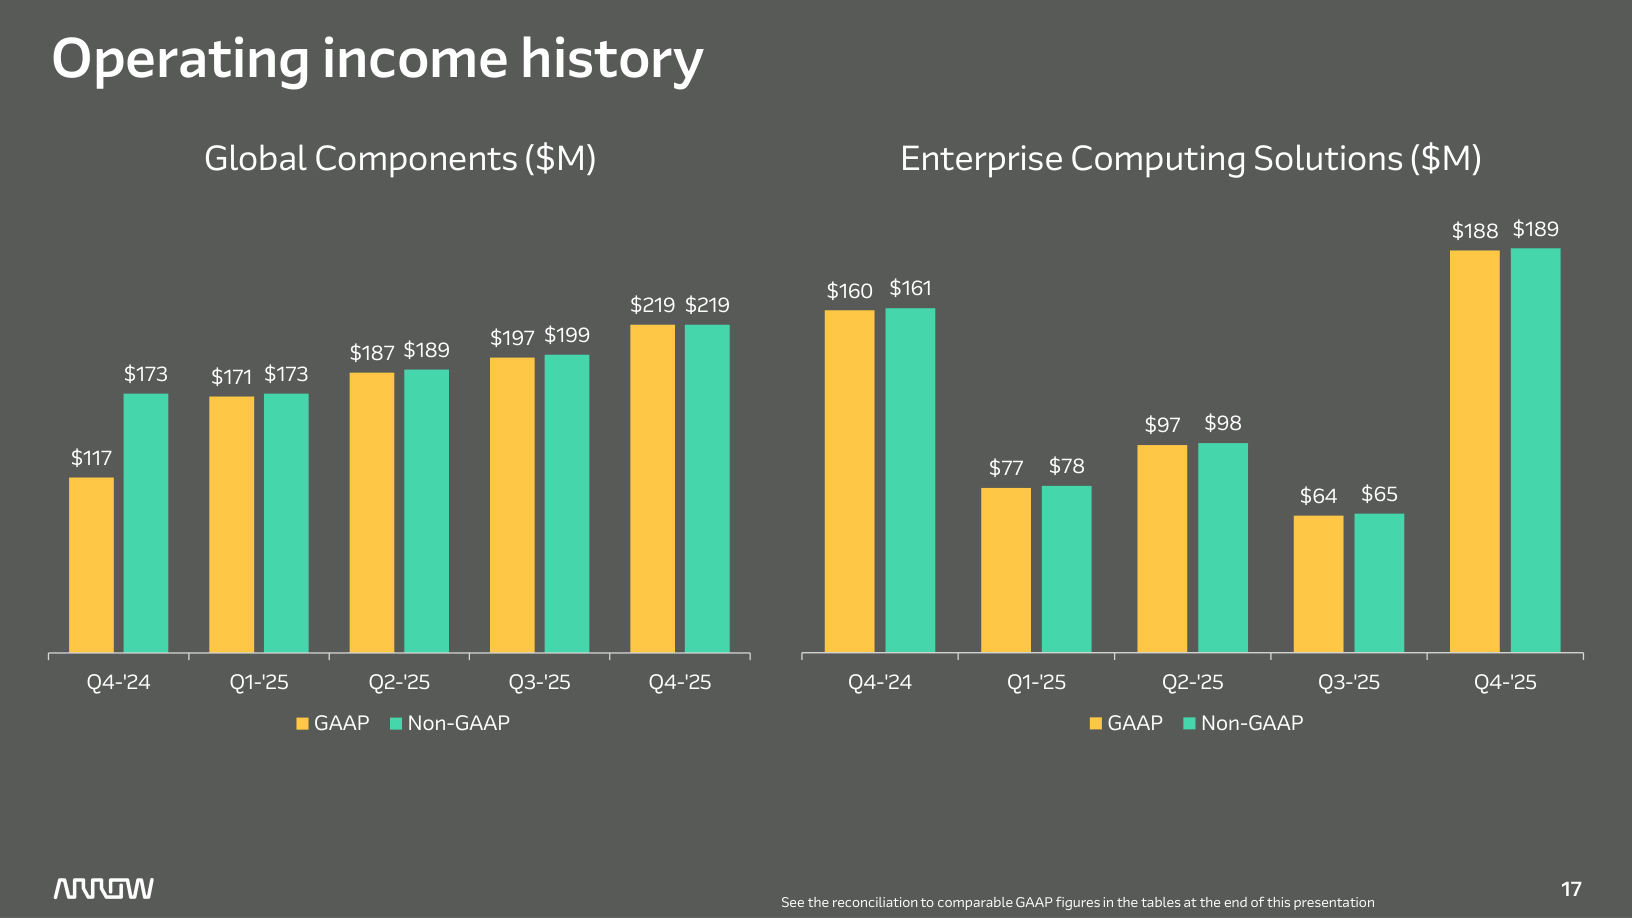 Operating income history
Global Components ($M)
$117
$173
$171
$173
$187
$189
$197
$199
$219
$219
Q4-'24
Q1-'25
Q2-'25
Q3-'25
Q4-'25
GAAP
Non-GAAP
Enterprise Computing Solutions ($M)
$160
$161
$77
$78
$97
$98
$64
$65
$188
$189
Q4-'24
Q1-'25
Q2-'25
Q3-'25
Q4-'25
GAAP
Non-GAAP
ARROW
See the reconciliation to comparable GAAP figures in the tables at the end of this presentation
17